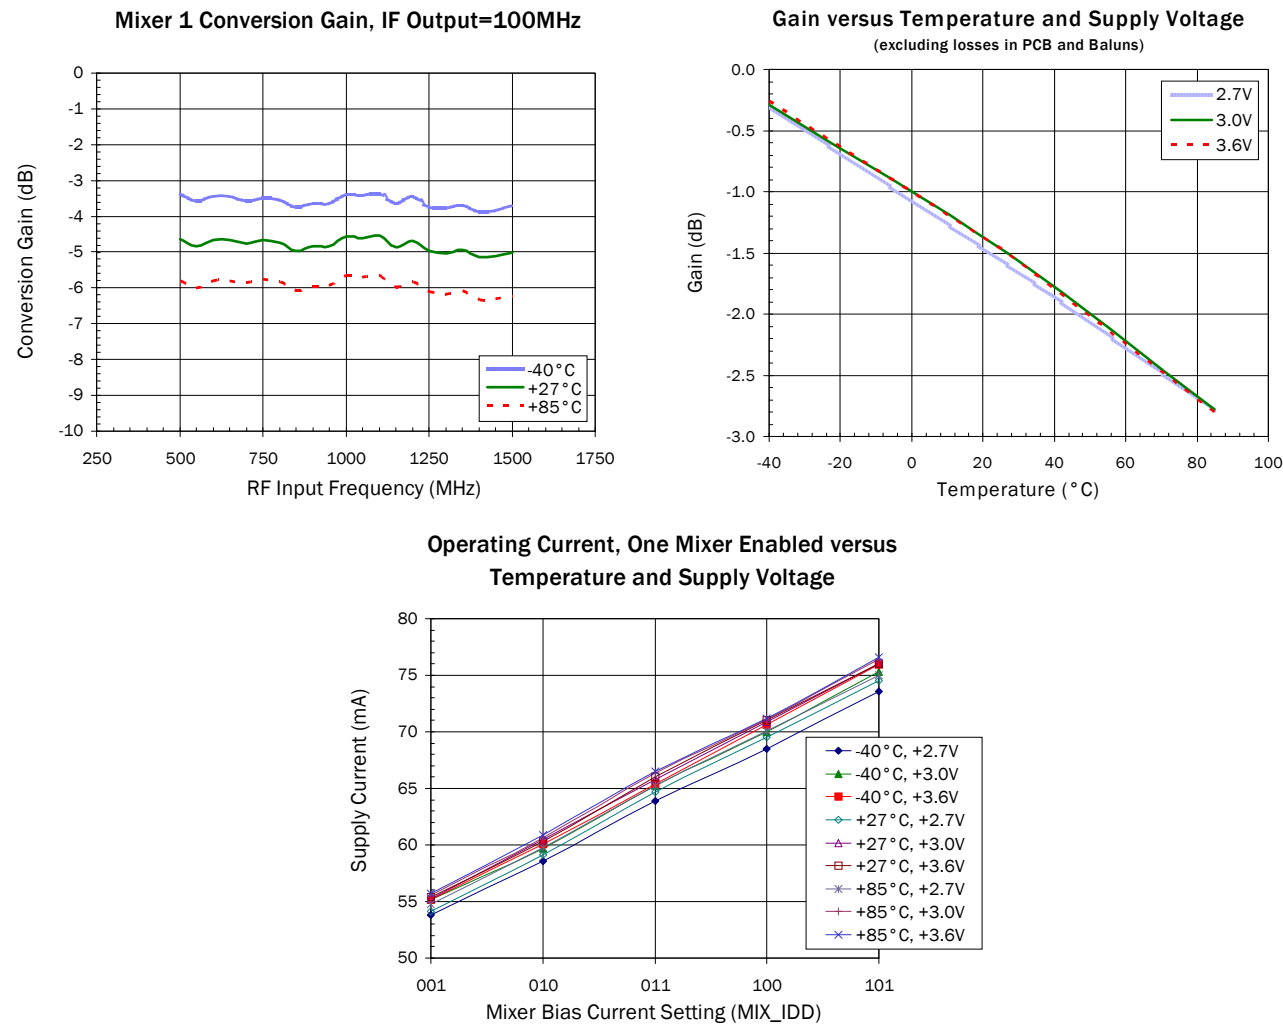 Mixer 1 Conversion Gain, IF Output=100MHz
Conversion Gain (dB)
0
-1
-2
-3
-4
-5
-6
-7
-8
-9
-10
-40°C
+27°C
+85°C
250 500 750 1000 1250 1500 1750
RF Input Frequency (MHz)
Gain versus Temperature and Supply Voltage
(excluding losses in PCB and Baluns)
Gain (dB)
0.0
-0.5
-1.0
-1.5
-2.0
-2.5
-3.0
2.7V
3.0V
3.6V
-40 -20 0 20 40 60 80 100
Temperature (°C)
Operating Current, One Mixer Enabled versus
Temperature and Supply Voltage
Supply Current (mA)
80
75
70
65
60
55
50
-40°C, +2.7V
-40°C, +3.0V
-40°C, +3.6V
+27°C, +2.7V
+27°C, +3.0V
+27°C, +3.6V
+85°C, +2.7V
+85°C, +3.0V
+85°C, +3.6V
001 010 011 100 101
Mixer Bias Current Setting (MIX_IDD)